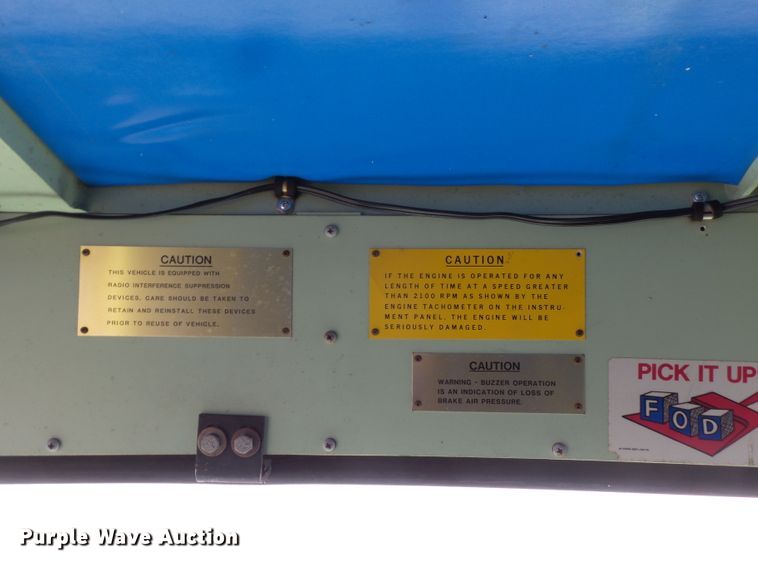 CAUTION
THIS VEHICLE IS EQUIPPED WITH
RADIO INTERFERENCE SUPPRESSION
DEVICES. CARE SHOULD BE TAKEN TO
RETAIN AND REINSTALL THESE DEVICES
PRIOR TO REUSE OF VEHICLE.
CAUTION
IF THE ENGINE IS OPERATED FOR ANY
LENGTH OF TIME AT A SPEED GREATER
THAN 2100 RPM AS SHOWN BY THE
ENGINE TACHOMETER ON THE INSTRU-
MENT PANEL, THE ENGINE WILL BE
SERIOUSLY DAMAGED.
CAUTION
WARNING - BUZZER OPERATION
IS AN INDICATION OF LOSS OF
BRAKE AIR PRESSURE.
PICK IT UP
FOD
Purple Wave Auction